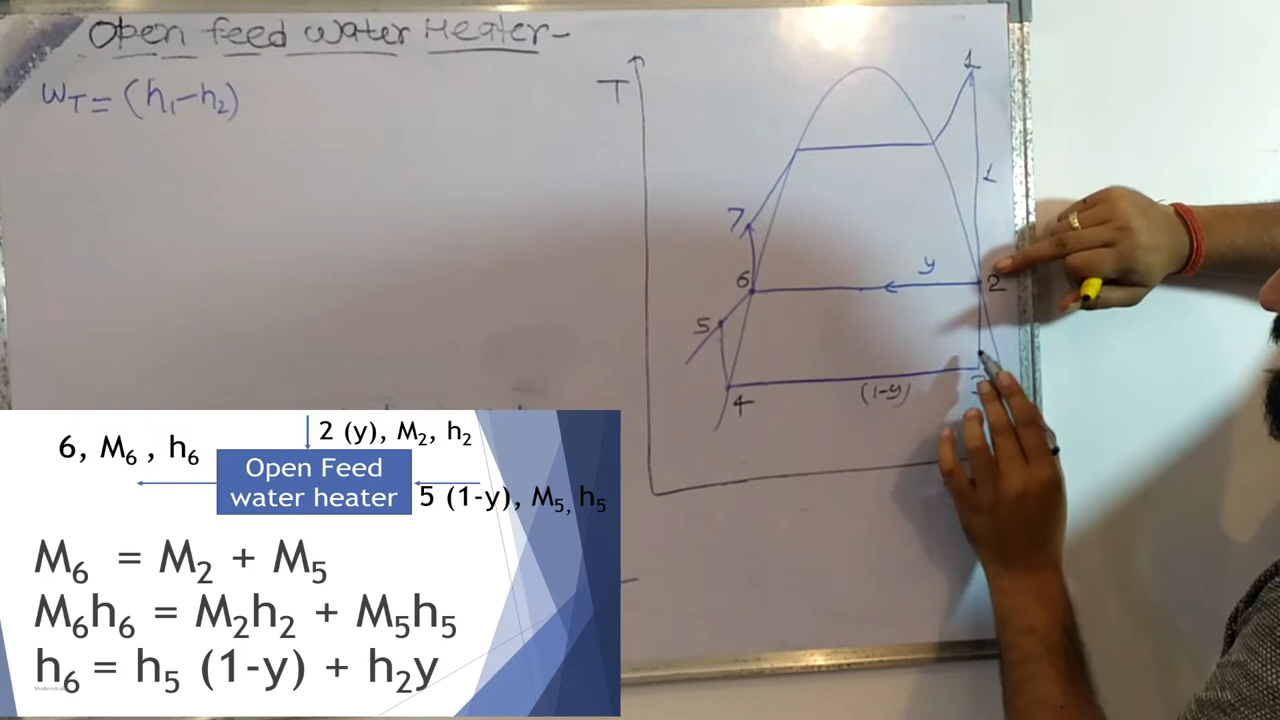 Open feed water Heater-
WT = (h1-h2)
T
1
1
7
6
y
2
5
4
(1-y)
3
6, M6 , h6
2 (y), M2, h2
Open Feed
water heater
5 (1-y), M5, h5
M6 = M2 + M5
M6h6 = M2h2 + M5h5
h6 = h5 (1-y) + h2y